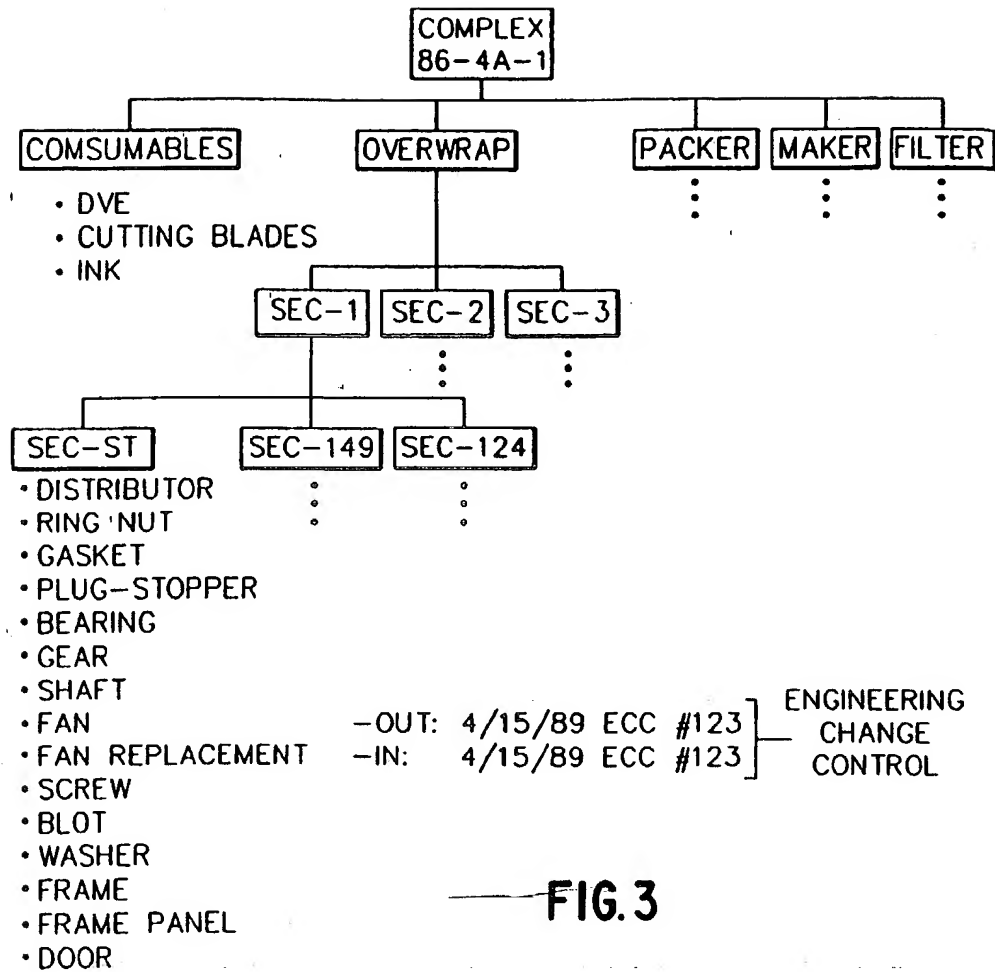 COMPLEX
86-4A-1
COMSUMABLES
OVERWRAP
PACKER
MAKER
FILTER
• DVE
• CUTTING BLADES
• INK
SEC-1
SEC-2
SEC-3
SEC-ST
SEC-149
SEC-124
• DISTRIBUTOR
• RING NUT
• GASKET
• PLUG-STOPPER
• BEARING
• GEAR
• SHAFT
• FAN -OUT: 4/15/89 ECC #123
• FAN REPLACEMENT -IN: 4/15/89 ECC #123
ENGINEERING
CHANGE
CONTROL
• SCREW
• BLOT
• WASHER
• FRAME
• FRAME PANEL
• DOOR
FIG. 3